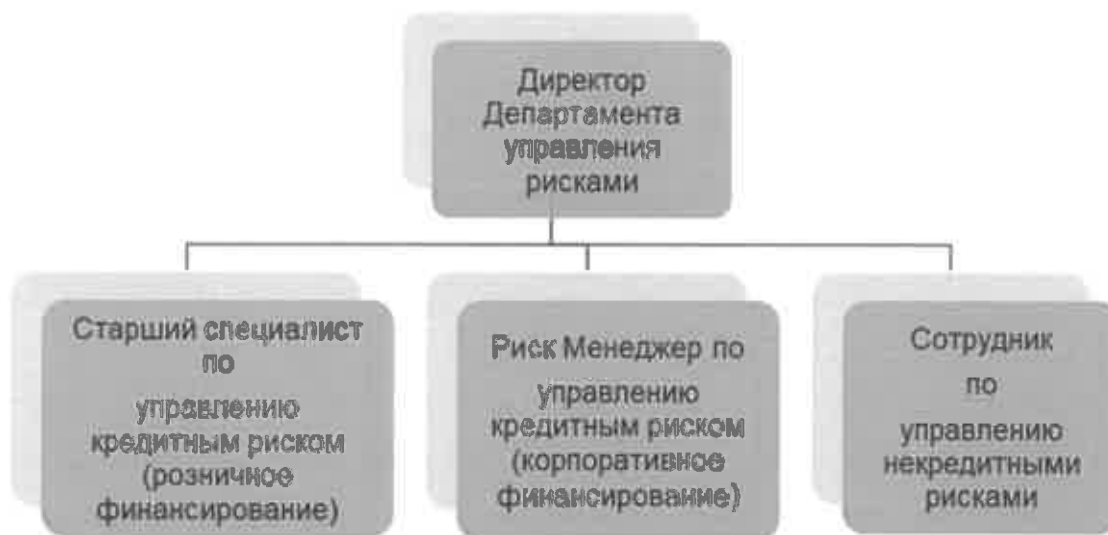 Директор
Департамента
управления
рисками
Старший специалист
по
управлению
кредитным риском
(розничное
финансирование)
Риск Менеджер по
управлению
кредитным риском
(корпоративное
финансирование)
Сотрудник
по
управлению
некредитными
рисками